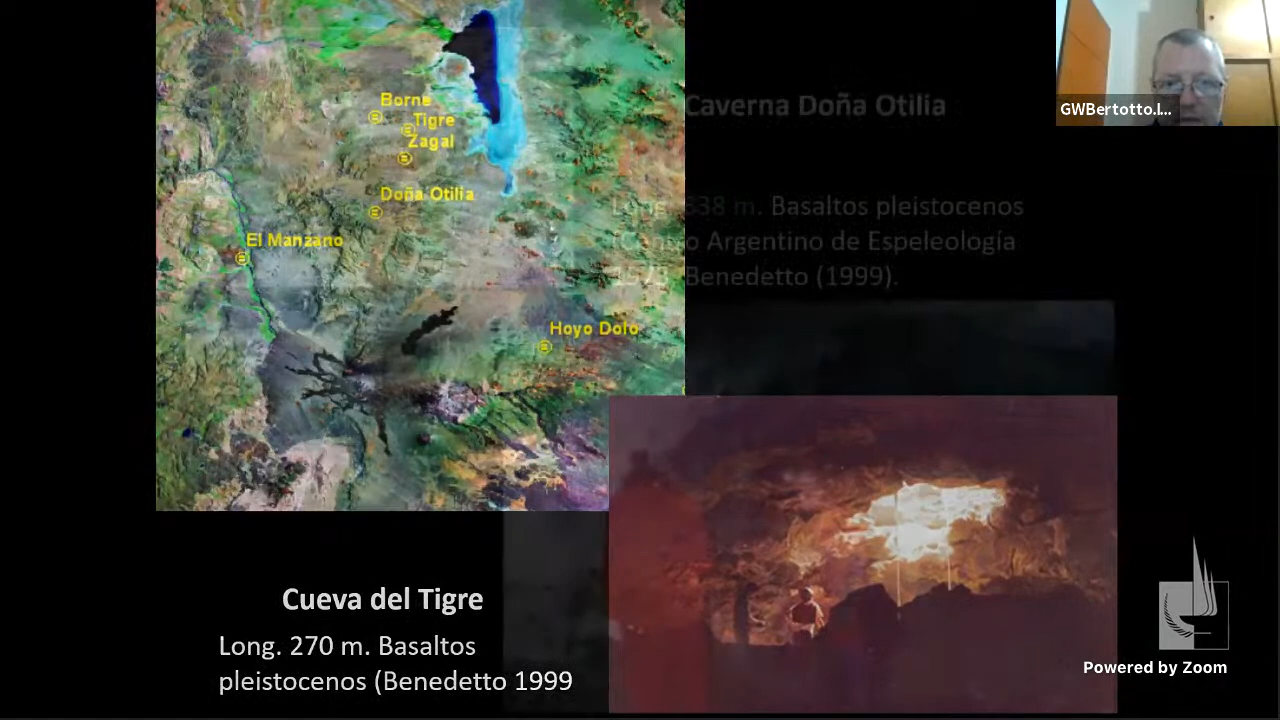 Borne
Tigre
Zagal
Doña Otilia
El Manzano
Hoyo Dolo
Caverna Doña Otilia
Long. 838 m. Basaltos pleistocenos
Argentino de Espeleología
Benedetto (1999).
GWBertotto.I...
Cueva del Tigre
Long. 270 m. Basaltos
pleistocenos (Benedetto 1999
Powered by Zoom